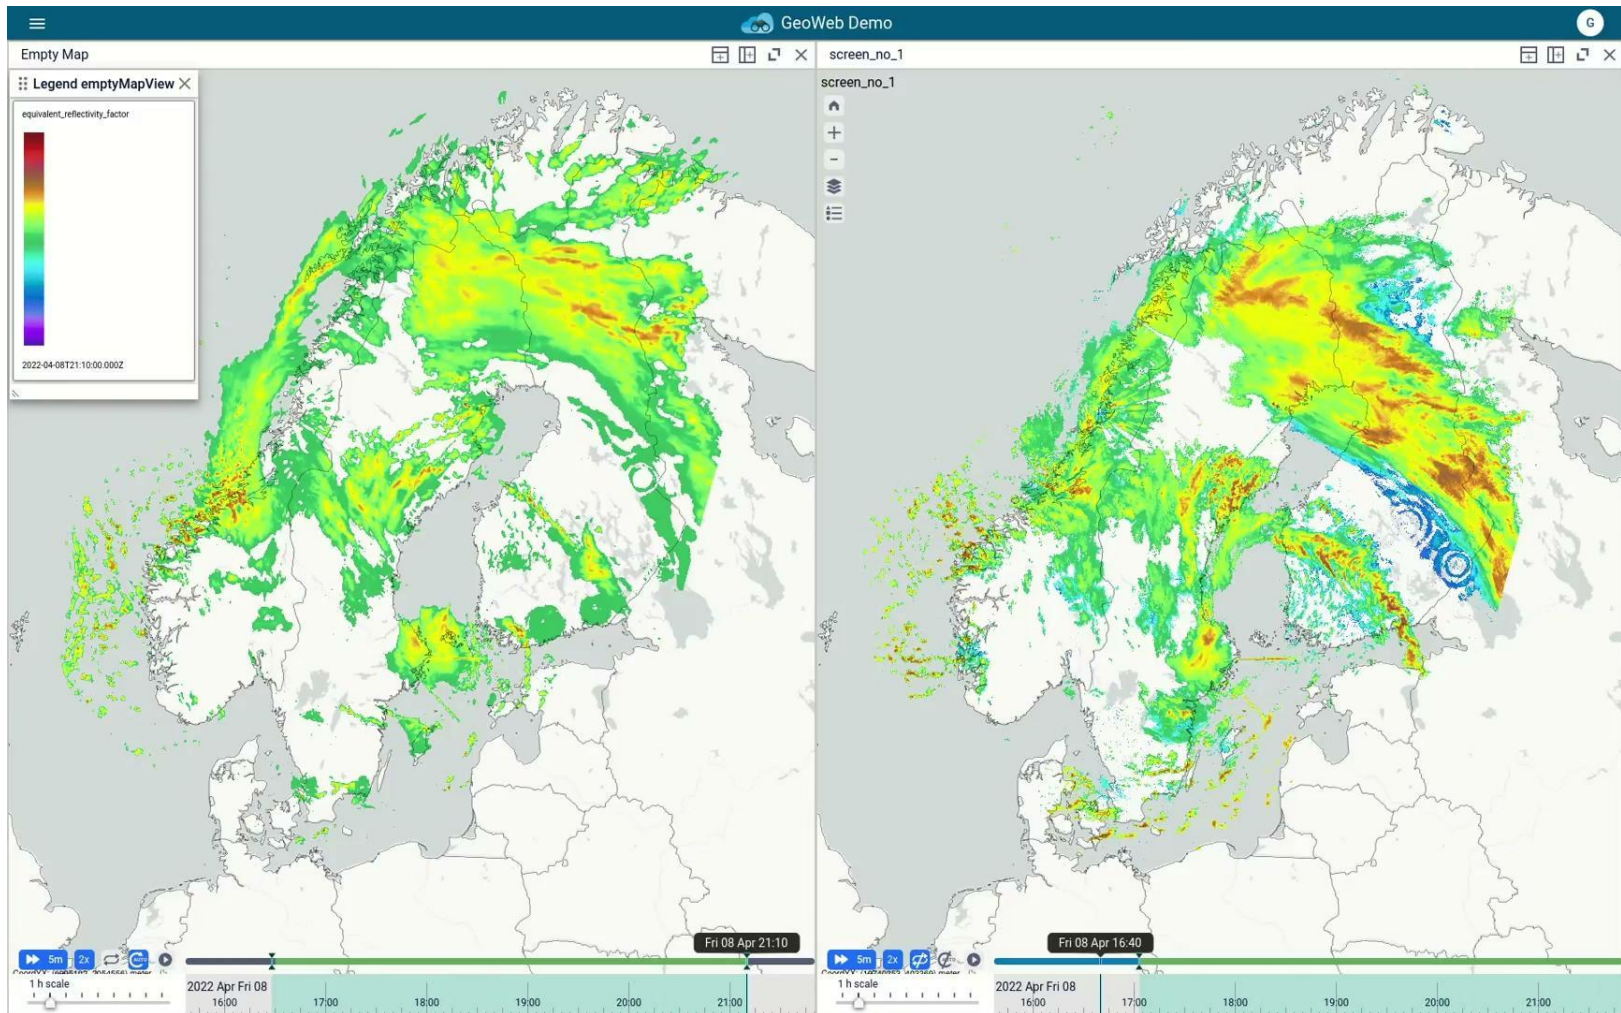 GeoWeb Demo
G
Empty Map
screen_no_1
Legend emptyMapView
equivalent_reflectivity_factor
2022-04-08T21:10:00.000Z
screen_no_1
Fri 08 Apr 21:10
5m
2x
AUTO
1 h scale
2022 Apr Fri 08
16:00
17:00
18:00
19:00
20:00
21:00
Fri 08 Apr 16:40
5m
2x
1 h scale
2022 Apr Fri 08
16:00
17:00
18:00
19:00
20:00
21:00